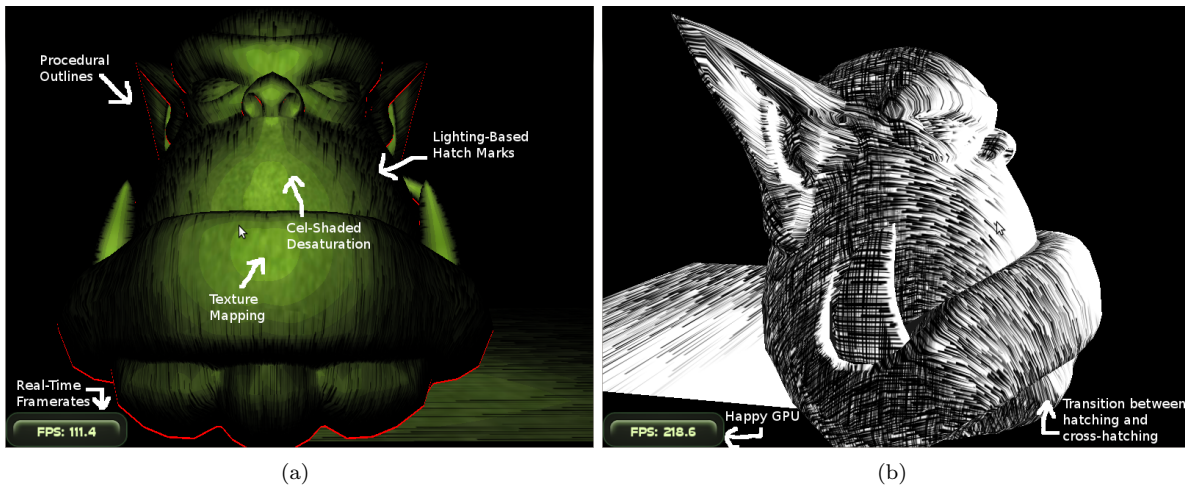 Procedural
Outlines
Lighting-Based
Hatch Marks
Cel-Shaded
Desaturation
Texture
Mapping
Real-Time
Framerates
FPS: 111.4
(a)
Happy GPU
FPS: 218.6
Transition between
hatching and
cross-hatching
(b)